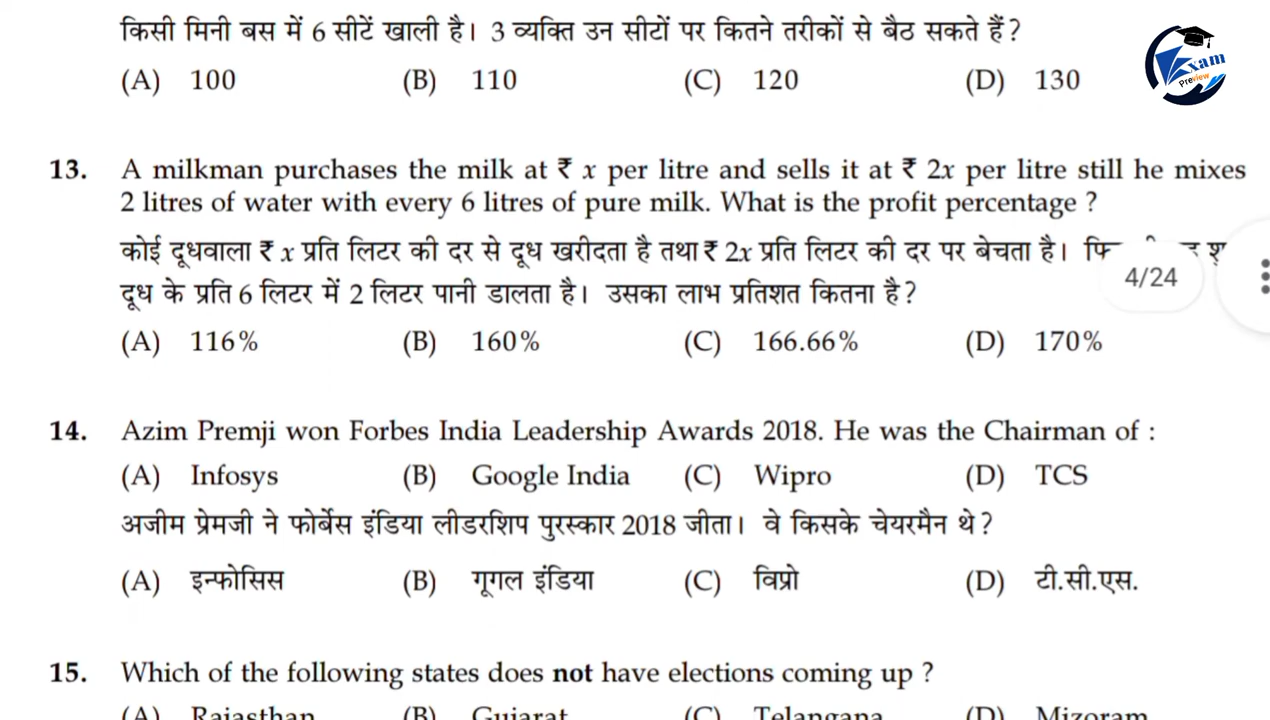 किसी मिनी बस में 6 सीटें खाली है। 3 व्यक्ति उन सीटों पर कितने तरीकों से बैठ सकते हैं?
(A) 100 (B) 110 (C) 120 (D) 130
Exam
Preview
13. A milkman purchases the milk at ₹ x per litre and sells it at ₹ 2x per litre still he mixes
2 litres of water with every 6 litres of pure milk. What is the profit percentage ?
कोई दूधवाला ₹ x प्रति लिटर की दर से दूध खरीदता है तथा ₹ 2x प्रति लिटर की दर पर बेचता है।
4/24
दूध के प्रति 6 लिटर में 2 लिटर पानी डालता है। उसका लाभ प्रतिशत कितना है?
(A) 116% (B) 160% (C) 166.66% (D) 170%
14. Azim Premji won Forbes India Leadership Awards 2018. He was the Chairman of :
(A) Infosys (B) Google India (C) Wipro (D) TCS
अजीम प्रेमजी ने फोर्बेस इंडिया लीडरशिप पुरस्कार 2018 जीता। वे किसके चेयरमैन थे?
(A) इन्फोसिस (B) गूगल इंडिया (C) विप्रो (D) टी.सी.एस.
15. Which of the following states does not have elections coming up ?
(A) Rajasthan (B) Gujarat (C) Telangana (D) Mizoram